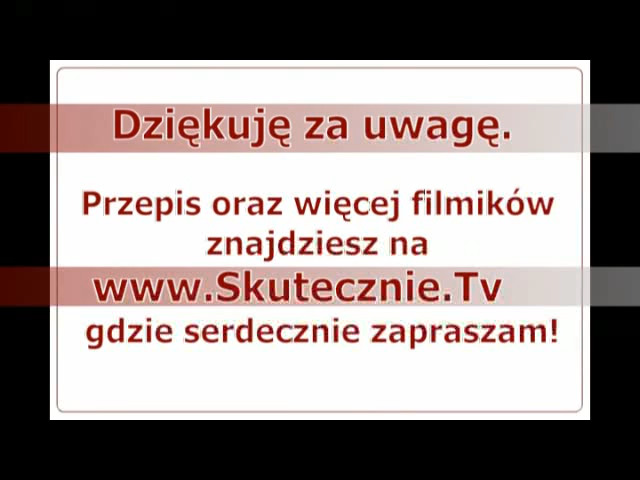 Dziękuję za uwagę.
Przepis oraz więcej filmików
znajdziesz na
www.Skutecznie.Tv
gdzie serdecznie zapraszam!